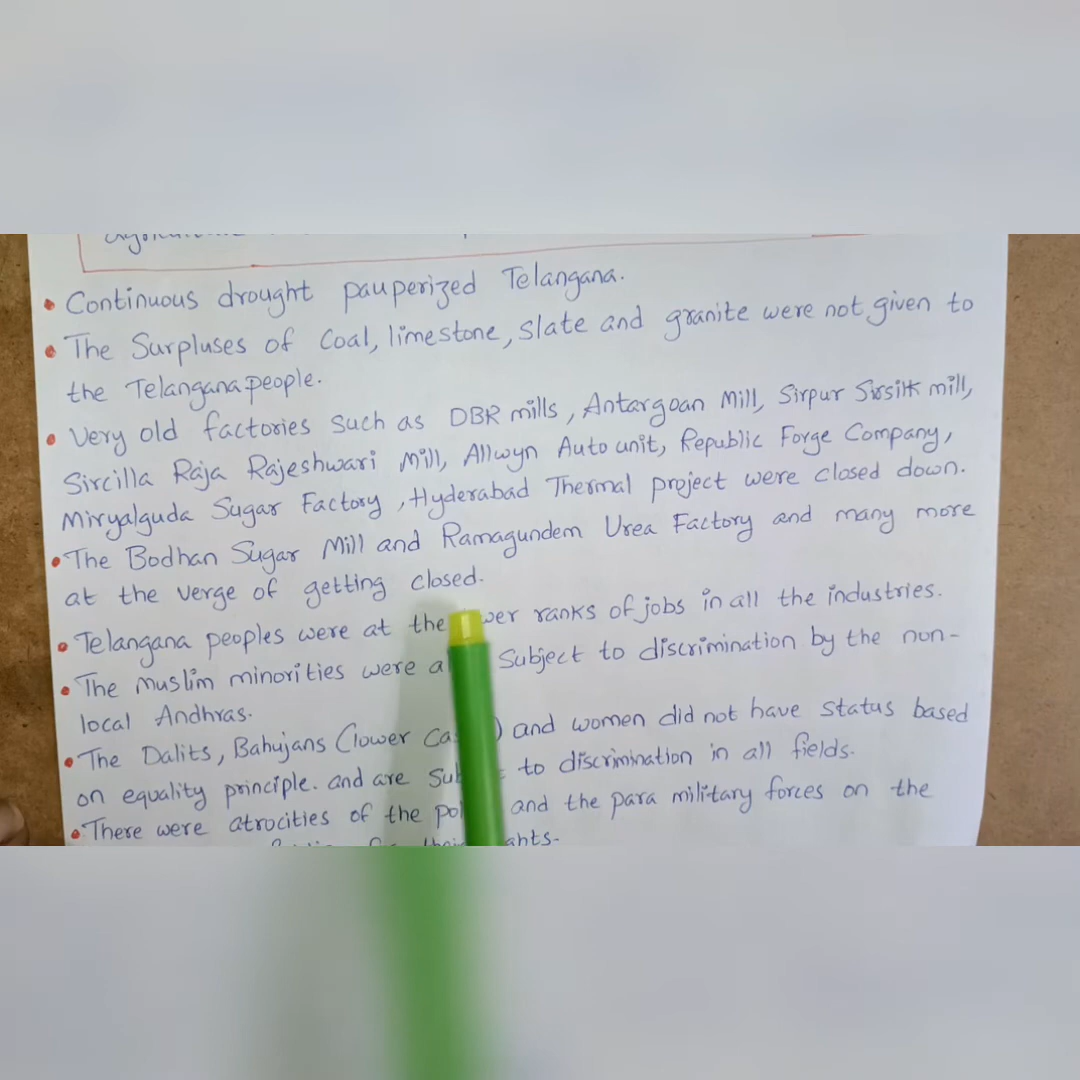 • Continuous drought pauperized Telangana.
• The Surpluses of Coal, limestone, Slate and granite were not given to
the Telangana people.
• Very old factories such as DBR mills, Antargoan Mill, Sirpur Sirsilk mill,
Sircilla Raja Rajeshwari Mill, Allwyn Auto unit, Republic Forge Company,
Miryalguda Sugar Factory, Hyderabad Thermal project were closed down.
• The Bodhan Sugar Mill and Ramagundem Urea Factory and many more
at the verge of getting closed.
• Telangana peoples were at the ranks of jobs in all the industries.
• The Muslim minorities were subject to discrimination by the non-
local Andhras.
• The Dalits, Bahujans (lower and women did not have status based
on equality principle. and are to discrimination in all fields.
• There were atrocities of the and the para military forces on the